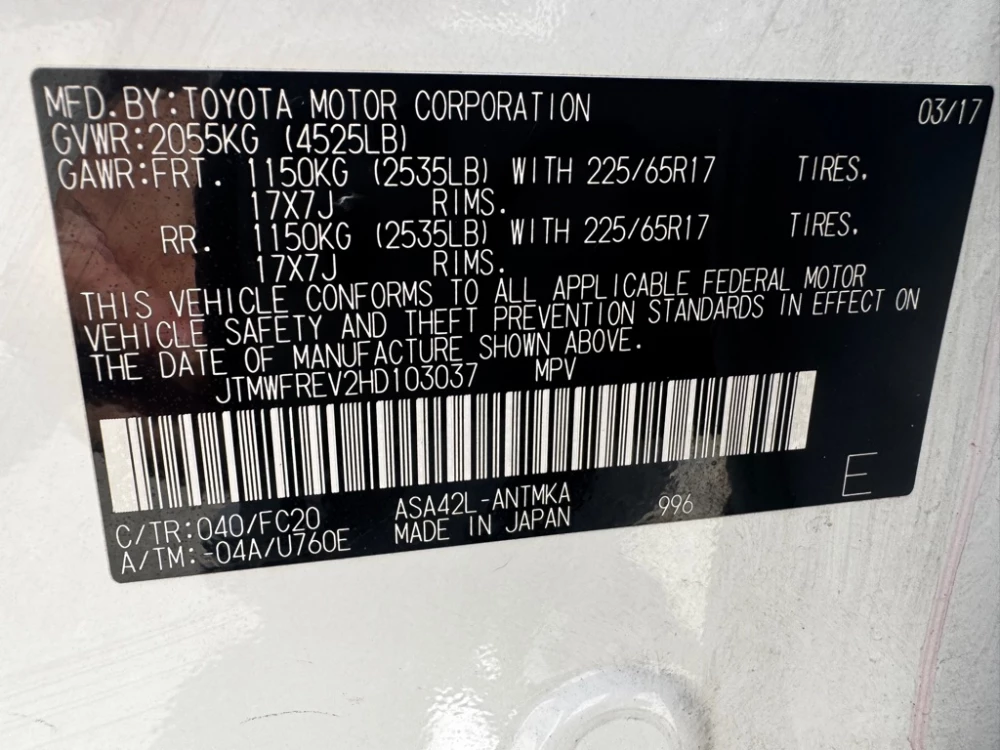 MFD.BY:TOYOTA MOTOR CORPORATION 03/17
GVWR:2055KG (4525LB)
GAWR:FRT. 1150KG (2535LB) WITH 225/65R17 TIRES.
17X7J RIMS.
RR. 1150KG (2535LB) WITH 225/65R17 TIRES.
17X7J RIMS.
THIS VEHICLE CONFORMS TO ALL APPLICABLE FEDERAL MOTOR
VEHICLE SAFETY AND THEFT PREVENTION STANDARDS IN EFFECT ON
THE DATE OF MANUFACTURE SHOWN ABOVE.
JTMWFREV2HD103037 MPV
C/TR:040/FC20 ASA42L-ANTMKA 996 E
A/TM:-04A/U760E MADE IN JAPAN